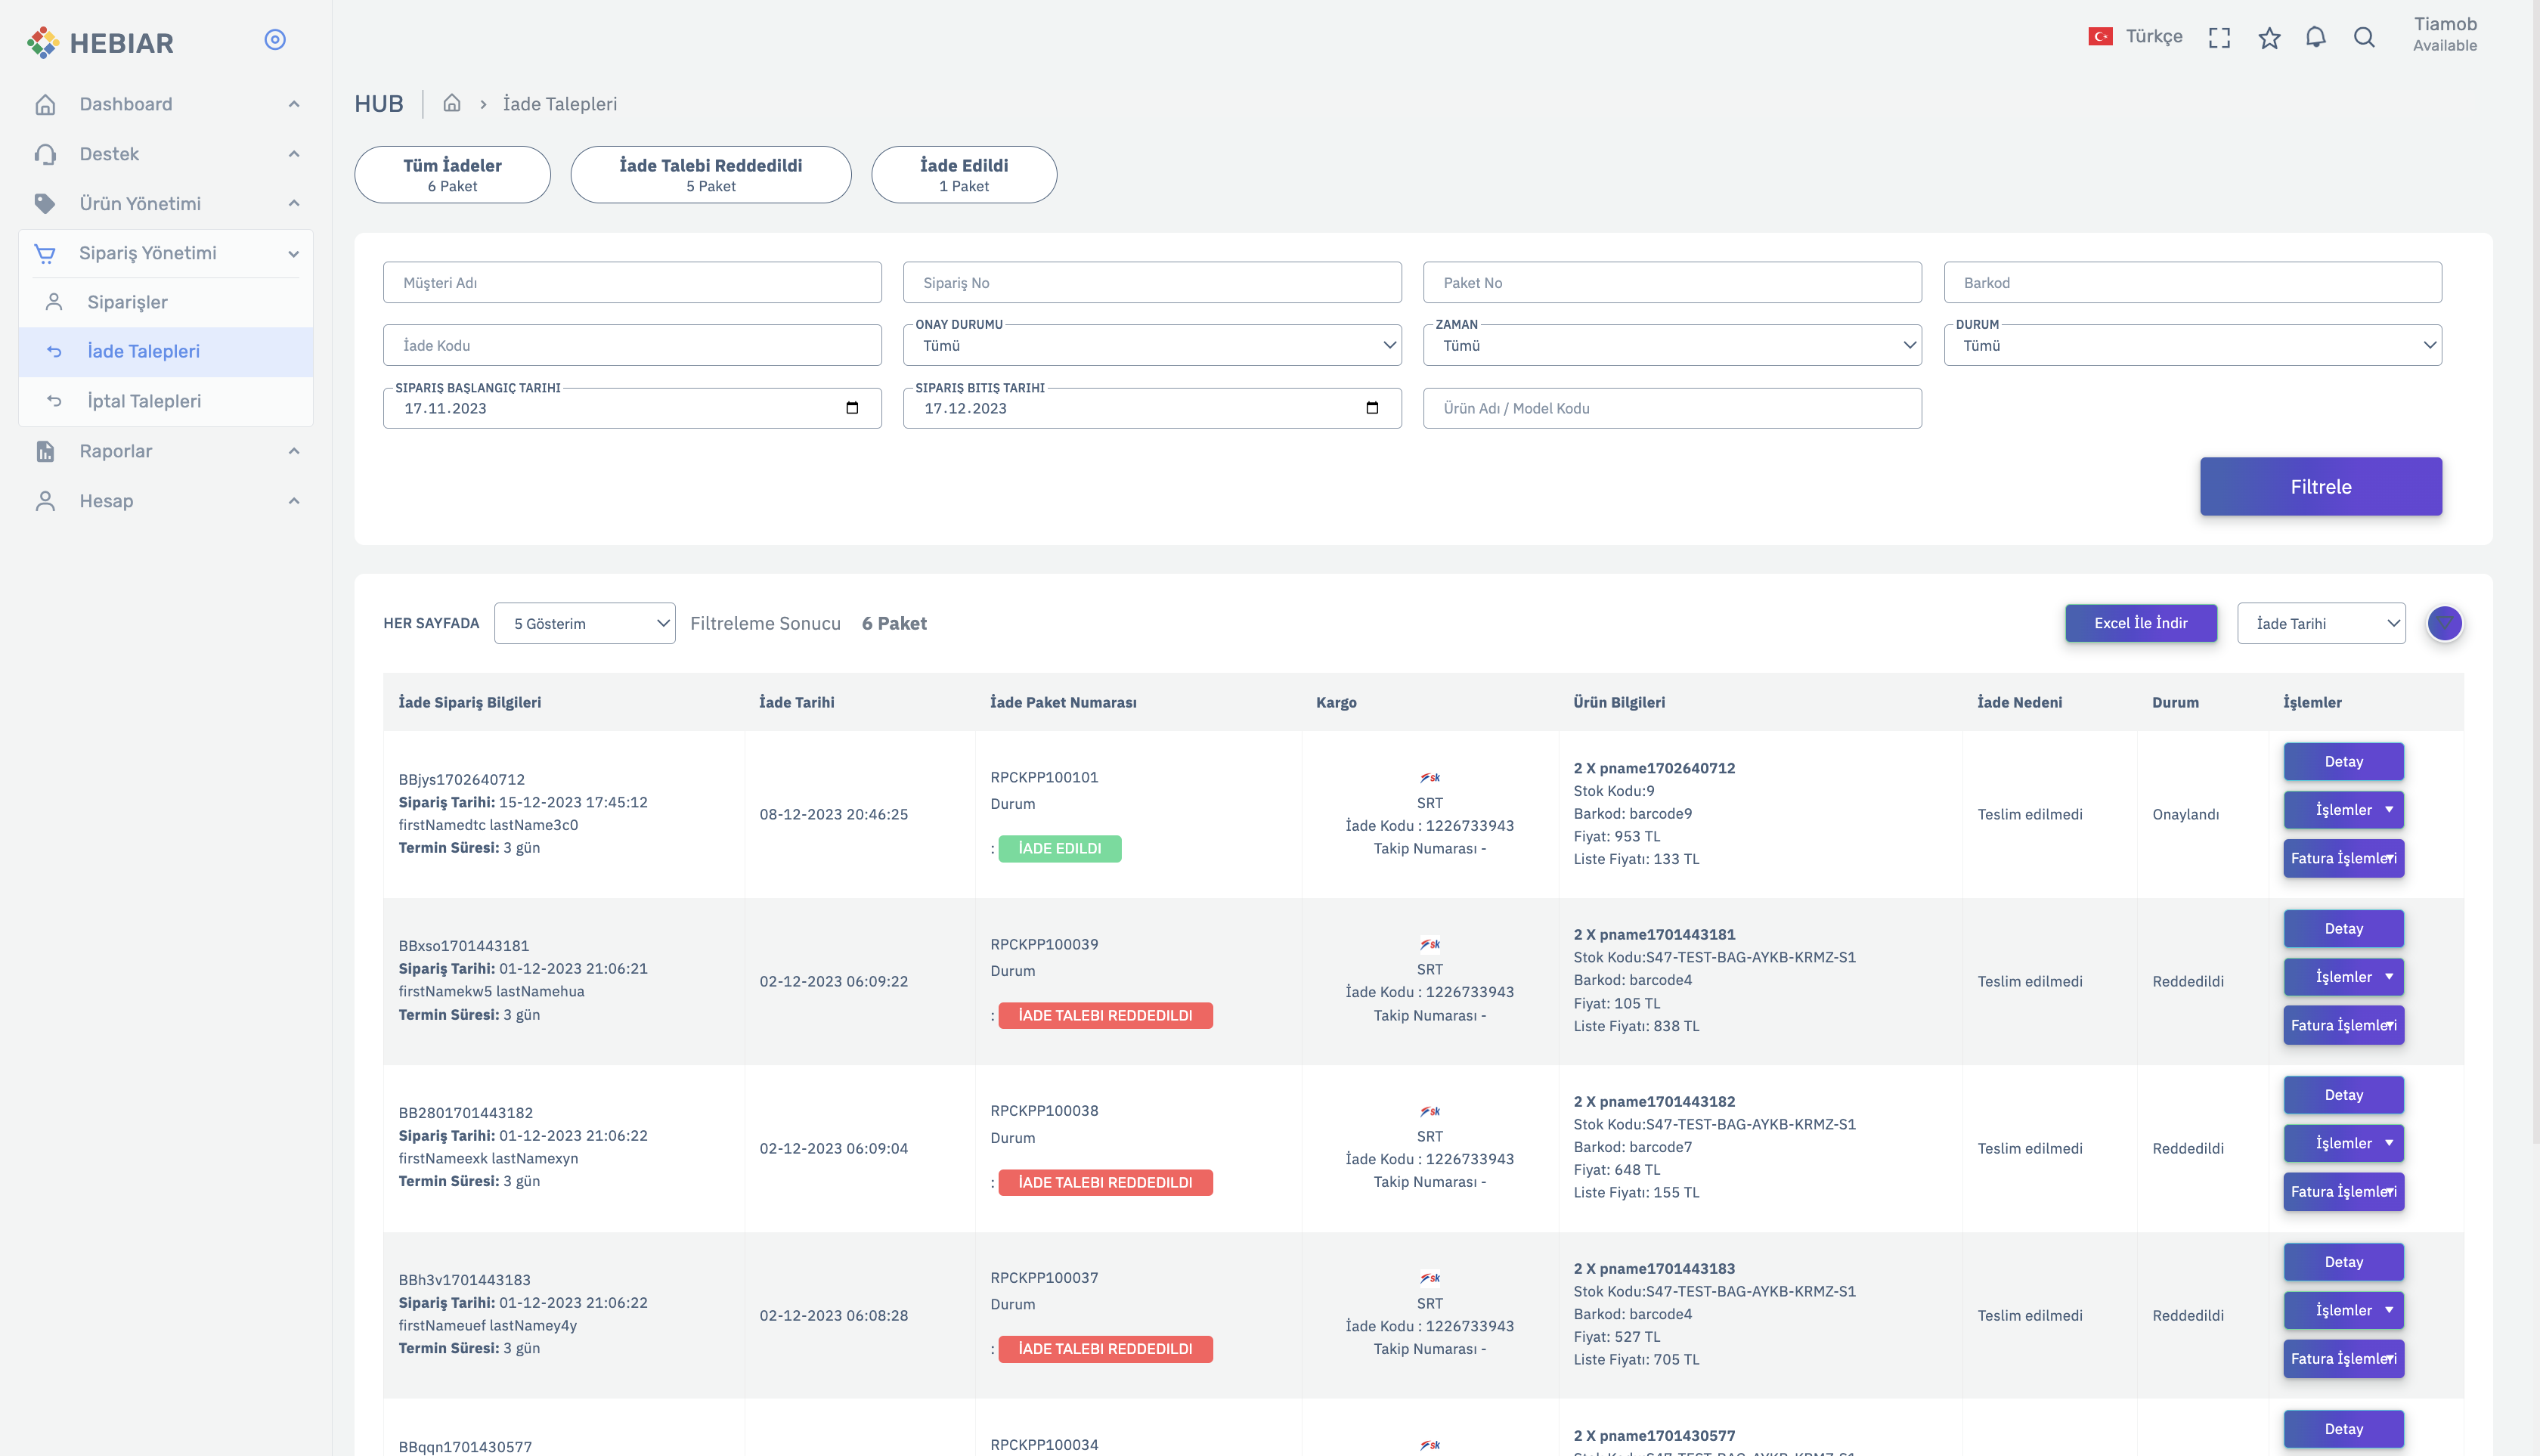 HEBIAR
Türkçe
Tiamob
Available
Dashboard
Destek
Ürün Yönetimi
Sipariş Yönetimi
Siparişler
İade Talepleri
İptal Talepleri
Raporlar
Hesap
HUB
İade Talepleri
Tüm İadeler
6 Paket
İade Talebi Reddedildi
5 Paket
İade Edildi
1 Paket
Müşteri Adı
Sipariş No
Paket No
Barkod
İade Kodu
ONAY DURUMU
Tümü
ZAMAN
Tümü
DURUM
Tümü
SIPARIŞ BAŞLANGIÇ TARIHI
17.11.2023
SIPARIŞ BITIŞ TARIHI
17.12.2023
Ürün Adı / Model Kodu
Filtrele
HER SAYFADA
5 Gösterim
Filtreleme Sonucu 6 Paket
Excel İle İndir
İade Tarihi
İade Sipariş Bilgileri
İade Tarihi
İade Paket Numarası
Kargo
Ürün Bilgileri
İade Nedeni
Durum
İşlemler
BBjys1702640712
Sipariş Tarihi: 15-12-2023 17:45:12
firstNamedtc lastName3c0
Termin Süresi: 3 gün
08-12-2023 20:46:25
RPCKPP100101
Durum
: İADE EDILDI
sk
SRT
İade Kodu : 1226733943
Takip Numarası -
2 X pname1702640712
Stok Kodu:9
Barkod: barcode9
Fiyat: 953 TL
Liste Fiyatı: 133 TL
Teslim edilmedi
Onaylandı
Detay
İşlemler
Fatura İşlemleri
BBxso1701443181
Sipariş Tarihi: 01-12-2023 21:06:21
firstNamekw5 lastNamehua
Termin Süresi: 3 gün
02-12-2023 06:09:22
RPCKPP100039
Durum
: İADE TALEBI REDDEDILDI
sk
SRT
İade Kodu : 1226733943
Takip Numarası -
2 X pname1701443181
Stok Kodu:S47-TEST-BAG-AYKB-KRMZ-S1
Barkod: barcode4
Fiyat: 105 TL
Liste Fiyatı: 838 TL
Teslim edilmedi
Reddedildi
Detay
İşlemler
Fatura İşlemleri
BB2801701443182
Sipariş Tarihi: 01-12-2023 21:06:22
firstNameexk lastNamexyn
Termin Süresi: 3 gün
02-12-2023 06:09:04
RPCKPP100038
Durum
: İADE TALEBI REDDEDILDI
sk
SRT
İade Kodu : 1226733943
Takip Numarası -
2 X pname1701443182
Stok Kodu:S47-TEST-BAG-AYKB-KRMZ-S1
Barkod: barcode7
Fiyat: 648 TL
Liste Fiyatı: 155 TL
Teslim edilmedi
Reddedildi
Detay
İşlemler
Fatura İşlemleri
BBh3v1701443183
Sipariş Tarihi: 01-12-2023 21:06:22
firstNameuef lastNamey4y
Termin Süresi: 3 gün
02-12-2023 06:08:28
RPCKPP100037
Durum
: İADE TALEBI REDDEDILDI
sk
SRT
İade Kodu : 1226733943
Takip Numarası -
2 X pname1701443183
Stok Kodu:S47-TEST-BAG-AYKB-KRMZ-S1
Barkod: barcode4
Fiyat: 527 TL
Liste Fiyatı: 705 TL
Teslim edilmedi
Reddedildi
Detay
İşlemler
Fatura İşlemleri
BBqqn1701430577
RPCKPP100034
sk
2 X pname1701430577
Detay